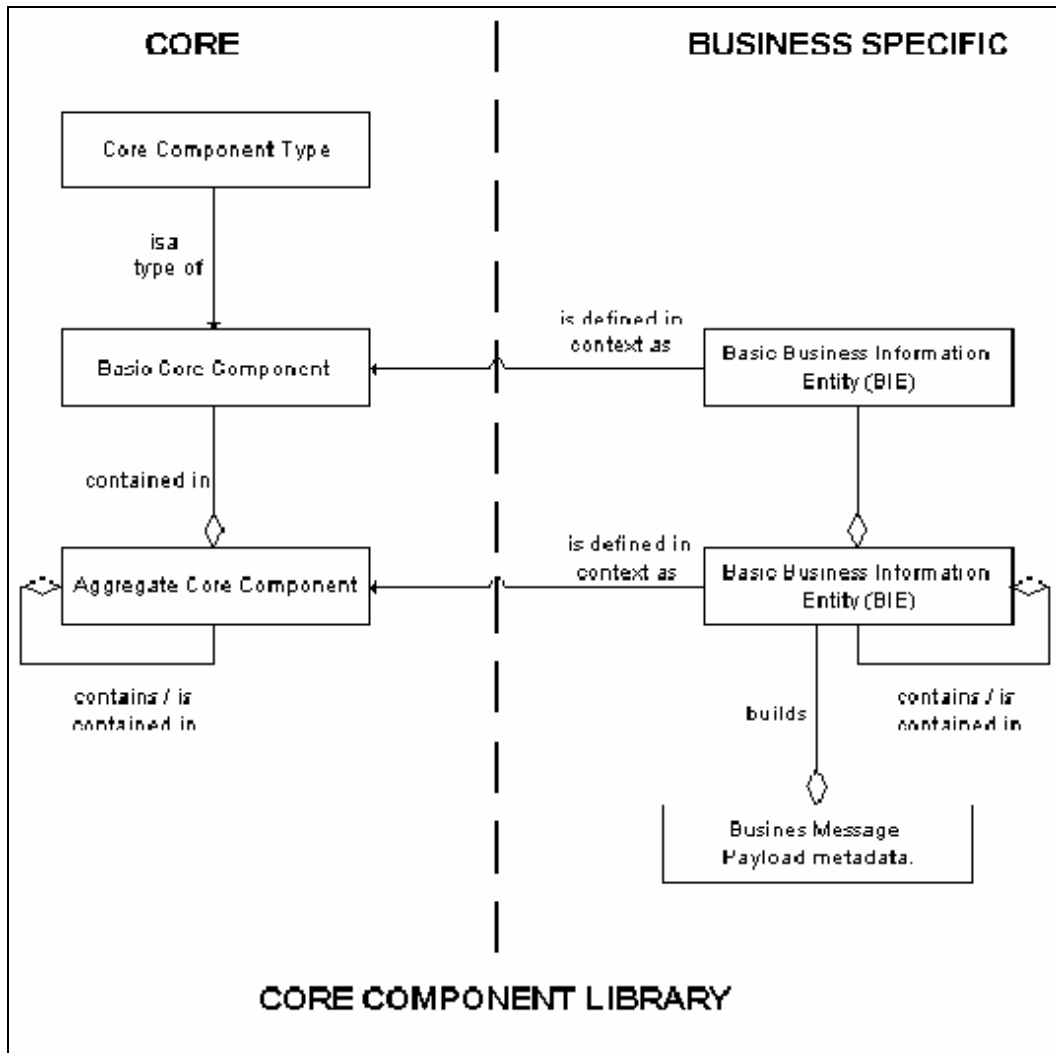 CORE
BUSINESS SPECIFIC
Core Component Type
is a
type of
is defined in
context as
Basic Core Component
Basic Business Information
Entity (BIE)
contained in
is defined in
context as
Aggregate Core Component
Basic Business Information
Entity (BIE)
contains / is
contained in
builds
contains / is
contained in
Busines Message
Payload metadata.
CORE COMPONENT LIBRARY